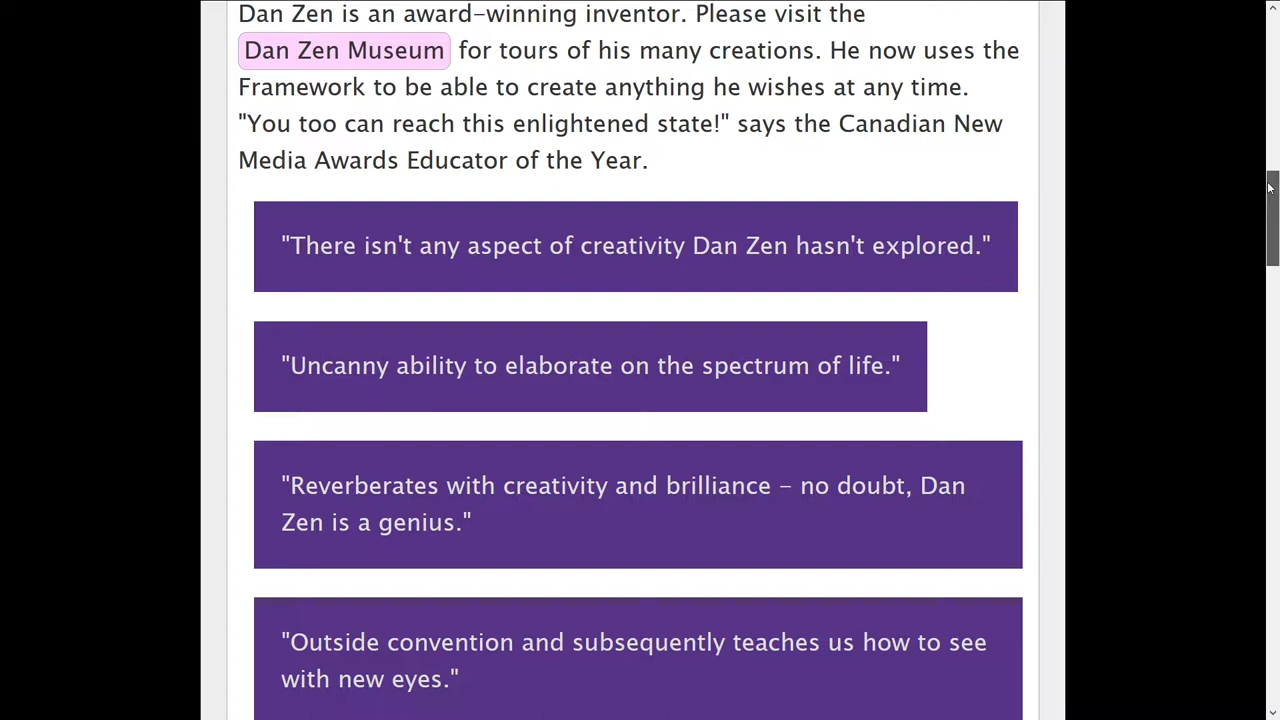 Dan Zen is an award-winning inventor. Please visit the
Dan Zen Museum for tours of his many creations. He now uses the
Framework to be able to create anything he wishes at any time.
"You too can reach this enlightened state!" says the Canadian New
Media Awards Educator of the Year.
"There isn't any aspect of creativity Dan Zen hasn't explored."
"Uncanny ability to elaborate on the spectrum of life."
"Reverberates with creativity and brilliance - no doubt, Dan
Zen is a genius."
"Outside convention and subsequently teaches us how to see
with new eyes."